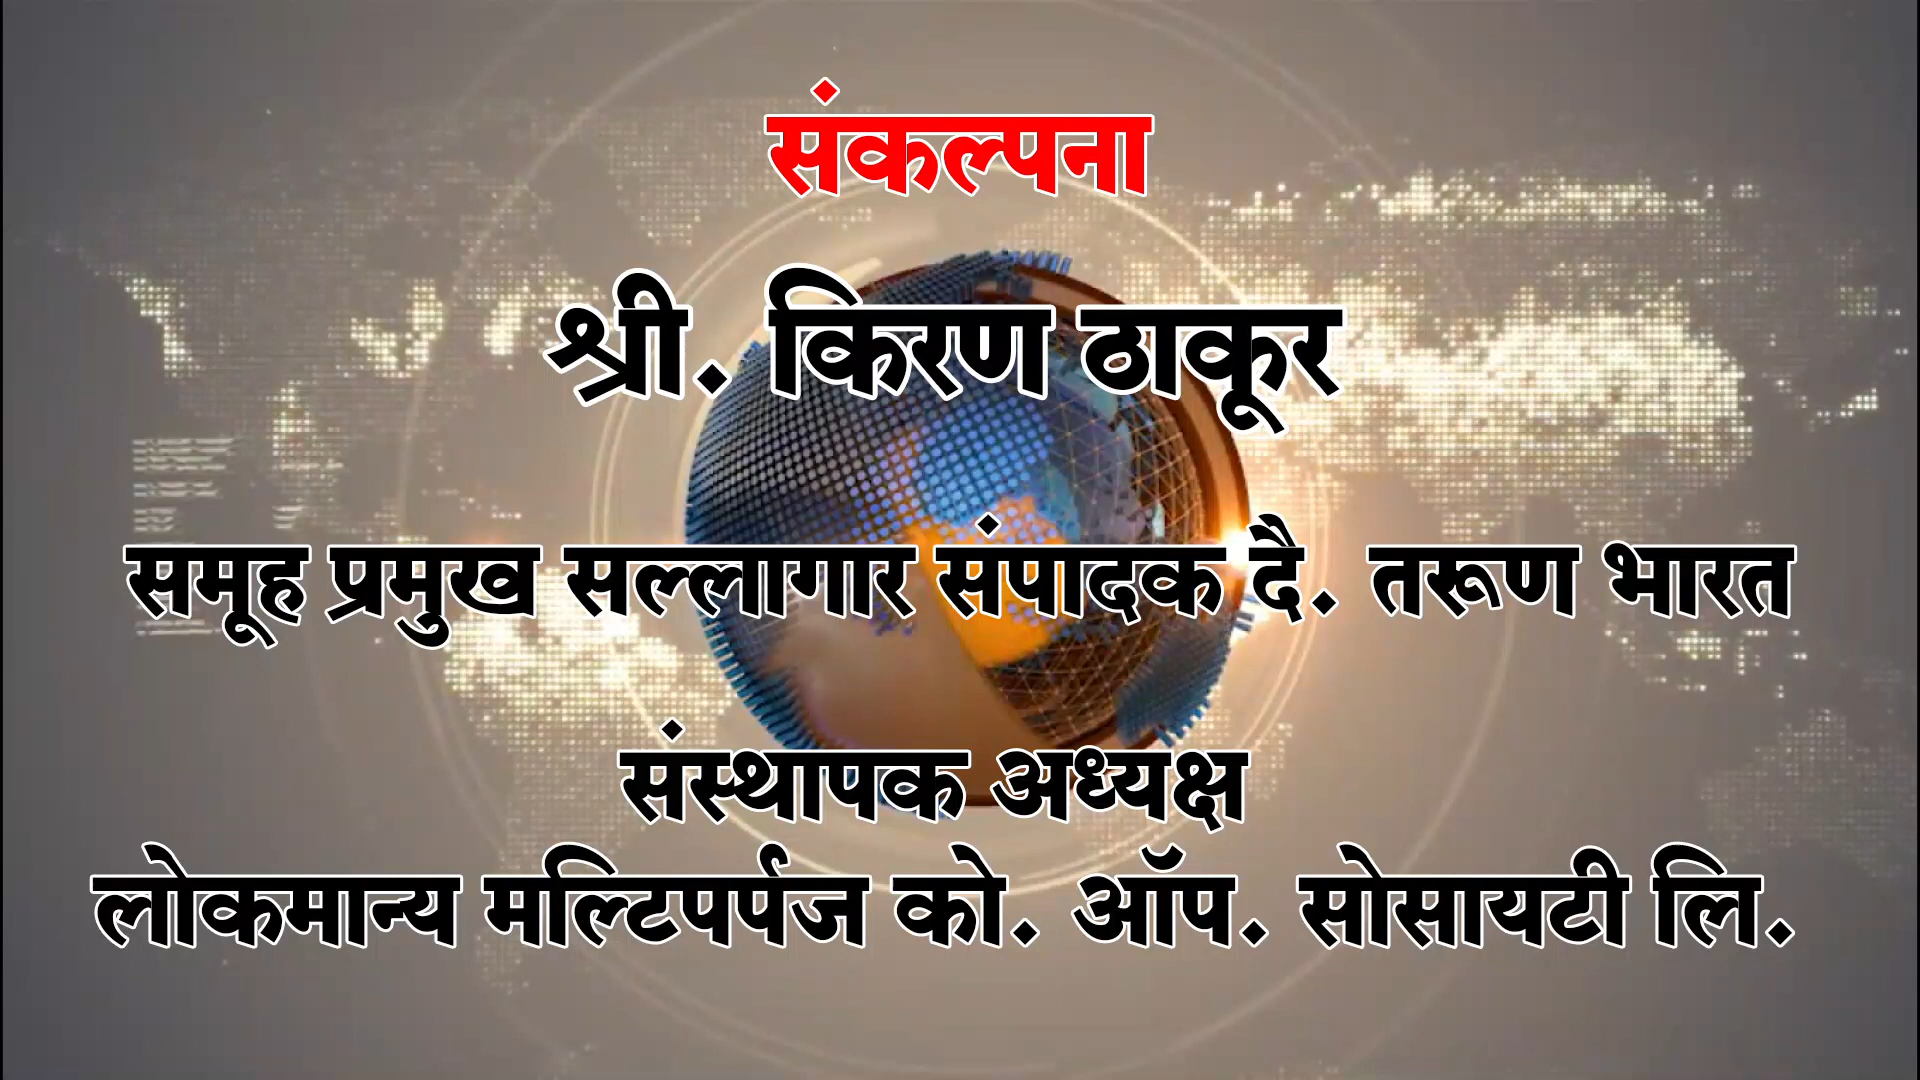 संकल्पना
श्री. किरण ठाकूर
समूह प्रमुख सल्लागार संपादक दै. तरूण भारत
संस्थापक अध्यक्ष
लोकमान्य मल्टिपर्पज को. ऑप. सोसायटी लि.